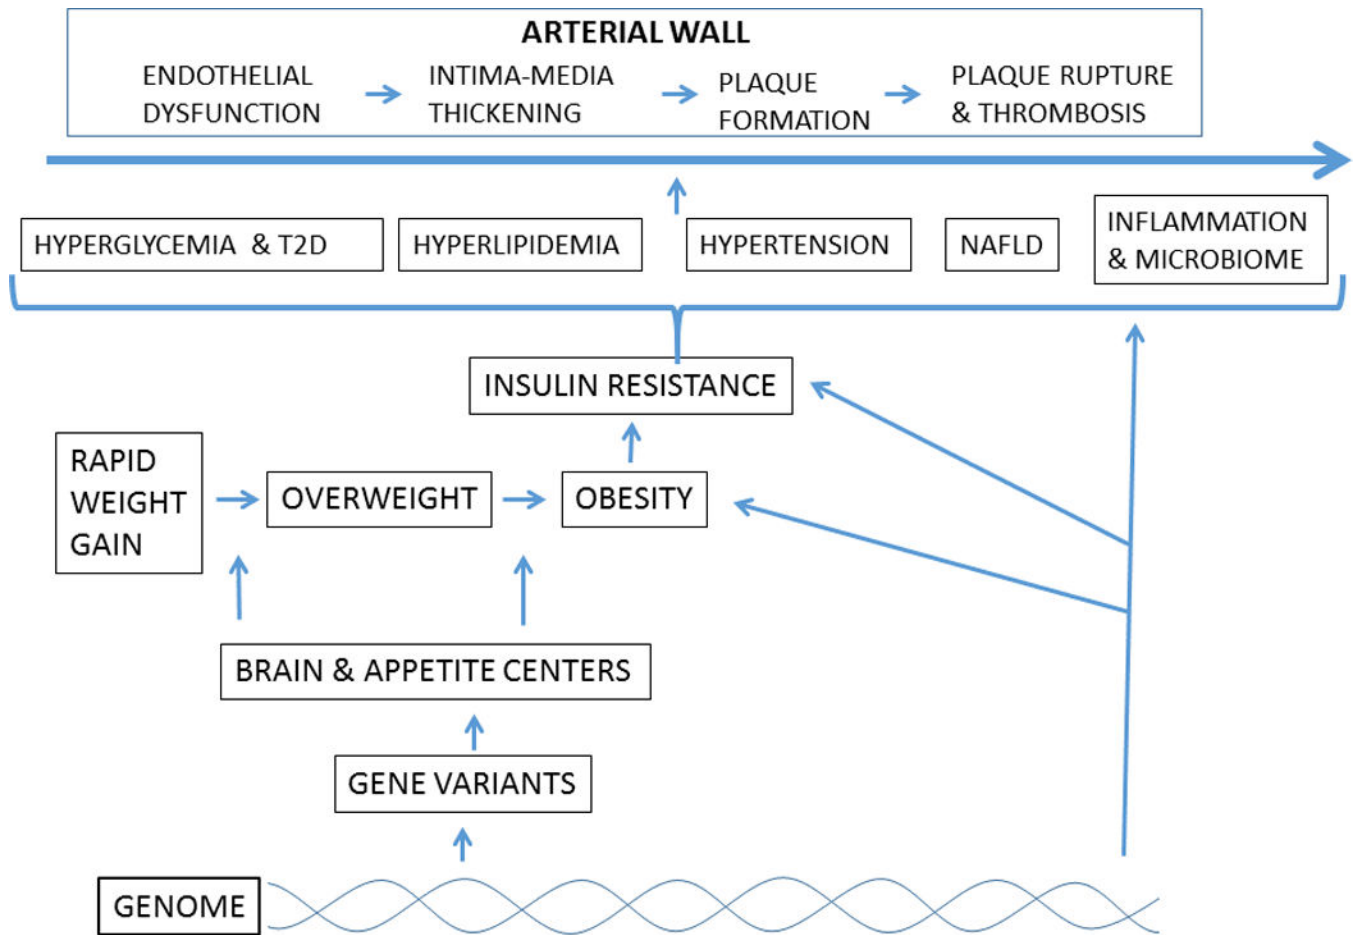 ARTERIAL WALL
ENDOTHELIAL
DYSFUNCTION
INTIMA-MEDIA
THICKENING
PLAQUE
FORMATION
PLAQUE RUPTURE
& THROMBOSIS
HYPERGLYCEMIA & T2D
HYPERLIPIDEMIA
HYPERTENSION
NAFLD
INFLAMMATION
& MICROBIOME
INSULIN RESISTANCE
RAPID
WEIGHT
GAIN
OVERWEIGHT
OBESITY
BRAIN & APPETITE CENTERS
GENE VARIANTS
GENOME